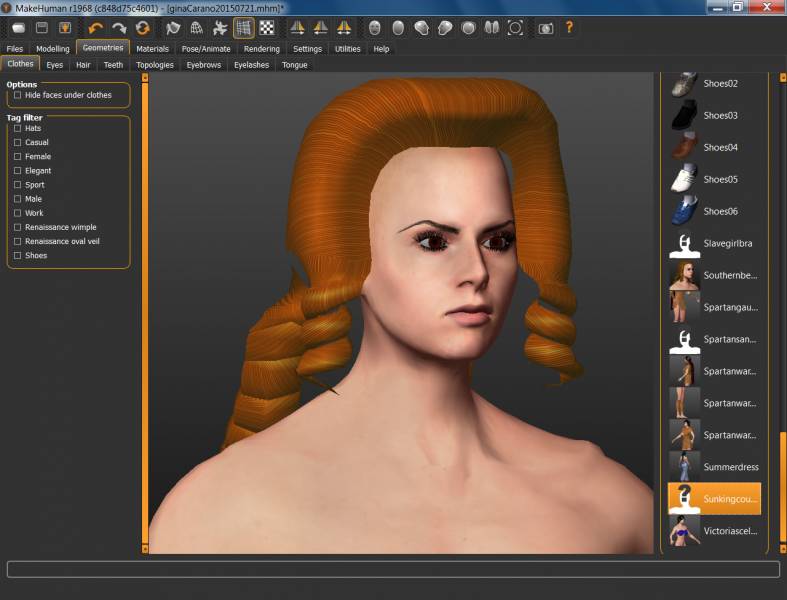 MakeHuman r1968 (c848d75c4601) - [ginaCarano20150721.mhm]*
Files Modelling Geometries Materials Pose/Animate Rendering Settings Utilities Help
Clothes Eyes Hair Teeth Topologies Eyebrows Eyelashes Tongue
Options
Hide faces under clothes
Tag filter
Hats
Casual
Female
Elegant
Sport
Male
Work
Renaissance wimple
Renaissance oval veil
Shoes
Shoes02
Shoes03
Shoes04
Shoes05
Shoes06
Slavegirlbra
Southernbe...
Spartangau...
Spartansan...
Spartanwar...
Spartanwar...
Spartanwar...
Summerdress
Sunkingcou...
Victoriascel...